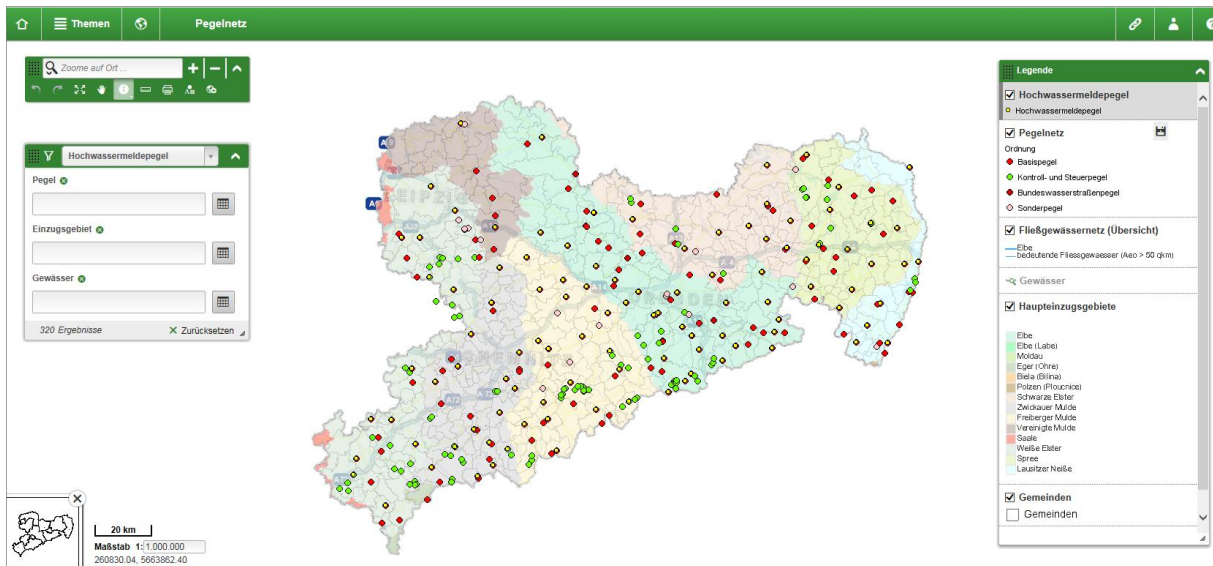 Themen
Pegelnetz
Zoome auf Ort ...
Hochwassermeldepegel
Pegel
Einzugsgebiet
Gewässer
320 Ergebnisse
Zurücksetzen
20 km
Maßstab 1: 1.000.000
260830.04, 5663862.40
A 72
Legende
Hochwassermeldepegel
Hochwassermeldepegel
Pegelnetz
Ordnung
Basispegel
Kontroll- und Steuerpegel
Bundeswasserstraßenpegel
Sonderpegel
Fließgewässernetz (Übersicht)
Elbe
bedeutende Fliessgewaesser (Aeo > 50 qkm)
Gewässer
Haupteinzugsgebiete
Elbe
Elbe (Labe)
Moldau
Eger (Ohre)
Biela (Bilina)
Polzen (Ploucnice)
Schwarze Elster
Zwickauer Mulde
Freiberger Mulde
Vereinigte Mulde
Saale
Weiße Elster
Spree
Lausitzer Neiße
Gemeinden
Gemeinden